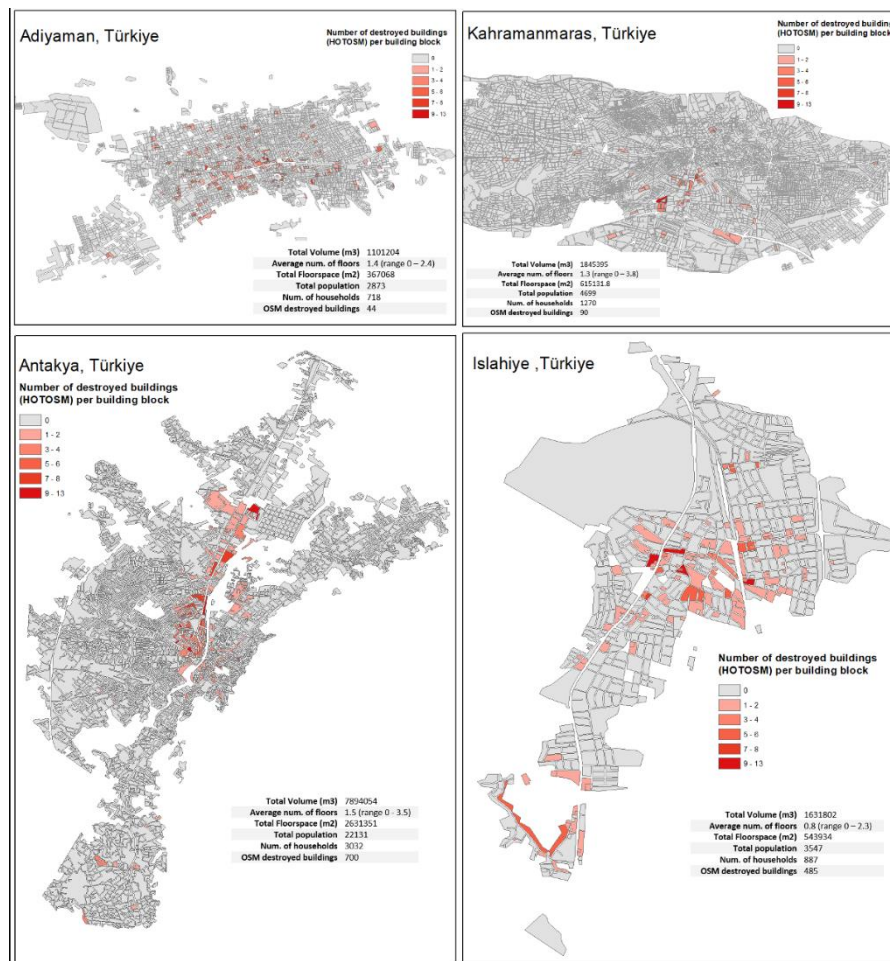 Adiyaman, Türkiye
Number of destroyed buildings
(HOTOSM) per building block
0
1 - 2
3 - 4
5 - 6
7 - 8
9 - 13
Total Volume (m3) 1101204
Average num. of floors 1.4 (range 0 – 2.4)
Total Floorspace (m2) 367068
Total population 2873
Num. of households 718
OSM destroyed buildings 44
Kahramanmaras, Türkiye
Number of destroyed buildings
(HOTOSM) per building block
0
1 - 2
3 - 4
5 - 6
7 - 8
9 - 13
Total Volume (m3) 1845395
Average num. of floors 1.3 (range 0 – 3.8)
Total Floorspace (m2) 615131.8
Total population 4699
Num. of households 1270
OSM destroyed buildings 90
Antakya, Türkiye
Number of destroyed buildings
(HOTOSM) per building block
0
1 - 2
3 - 4
5 - 6
7 - 8
9 - 13
Total Volume (m3) 7894054
Average num. of floors 1.5 (range 0 - 3.5)
Total Floorspace (m2) 2631351
Total population 22131
Num. of households 3032
OSM destroyed buildings 700
Islahiye ,Türkiye
Number of destroyed buildings
(HOTOSM) per building block
0
1 - 2
3 - 4
5 - 6
7 - 8
9 - 13
Total Volume (m3) 1631802
Average num. of floors 0.8 (range 0 – 2.3)
Total Floorspace (m2) 543934
Total population 3547
Num. of households 887
OSM destroyed buildings 485